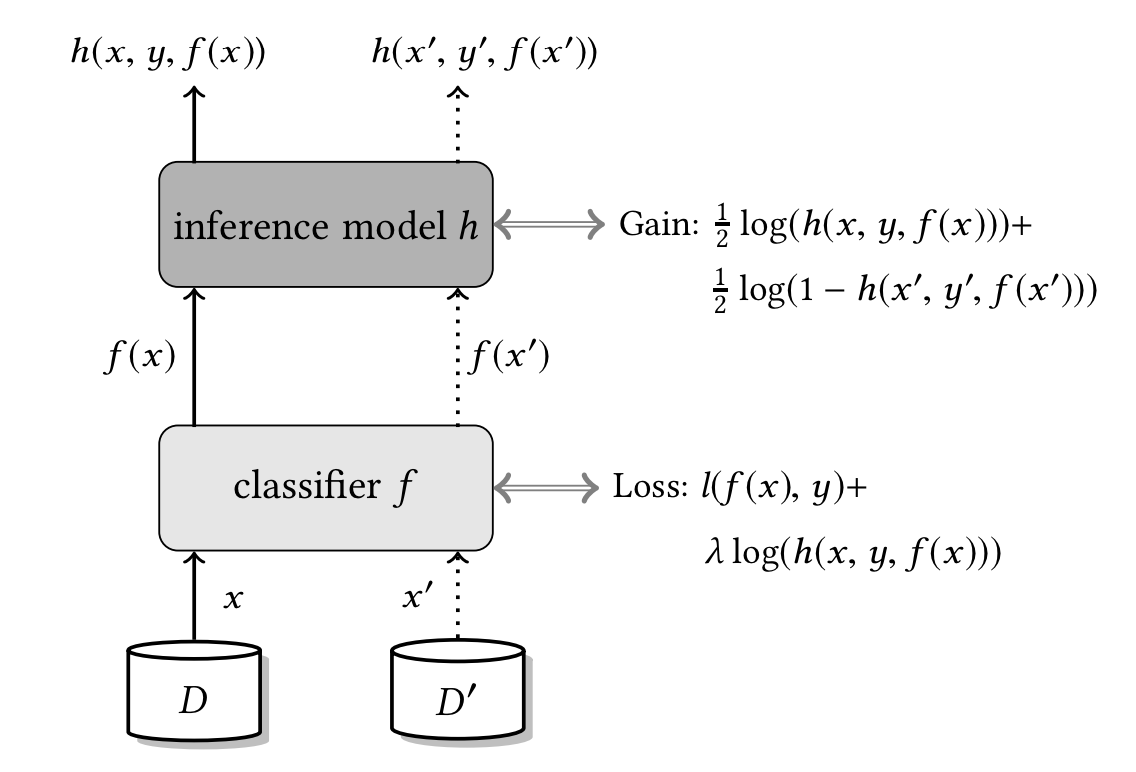 h(x, y, f(x))
h(x′, y′, f(x′))
inference model h
Gain: ½ log(h(x, y, f(x)))+
½ log(1 − h(x′, y′, f(x′)))
f(x)
f(x′)
classifier f
Loss: l(f(x), y)+
λ log(h(x, y, f(x)))
x
x′
D
D′